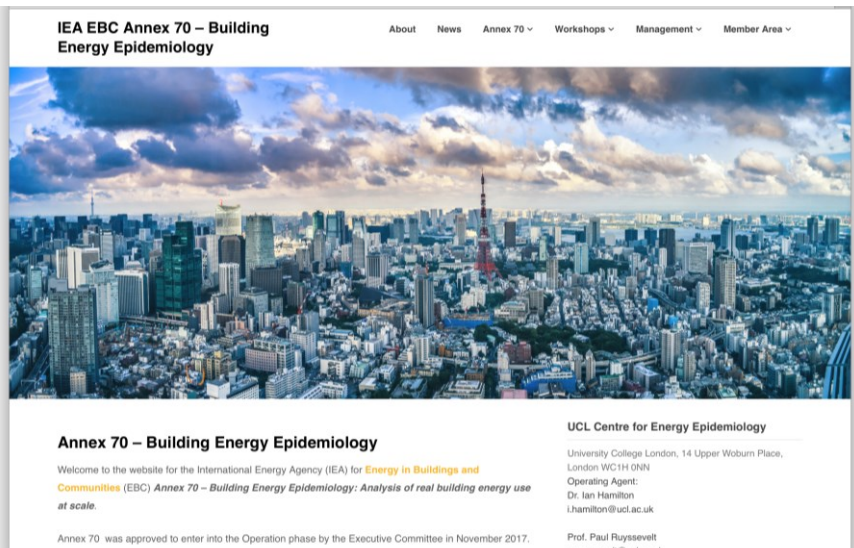 IEA EBC Annex 70 – Building
Energy Epidemiology
About News Annex 70 Workshops Management Member Area
Annex 70 – Building Energy Epidemiology
Welcome to the website for the International Energy Agency (IEA) for Energy in Buildings and
Communities (EBC) Annex 70 – Building Energy Epidemiology: Analysis of real building energy use
at scale.
Annex 70 was approved to enter into the Operation phase by the Executive Committee in November 2017.
UCL Centre for Energy Epidemiology
University College London, 14 Upper Woburn Place,
London WC1H 0NN
Operating Agent:
Dr. Ian Hamilton
i.hamilton@ucl.ac.uk
Prof. Paul Ruyssevelt